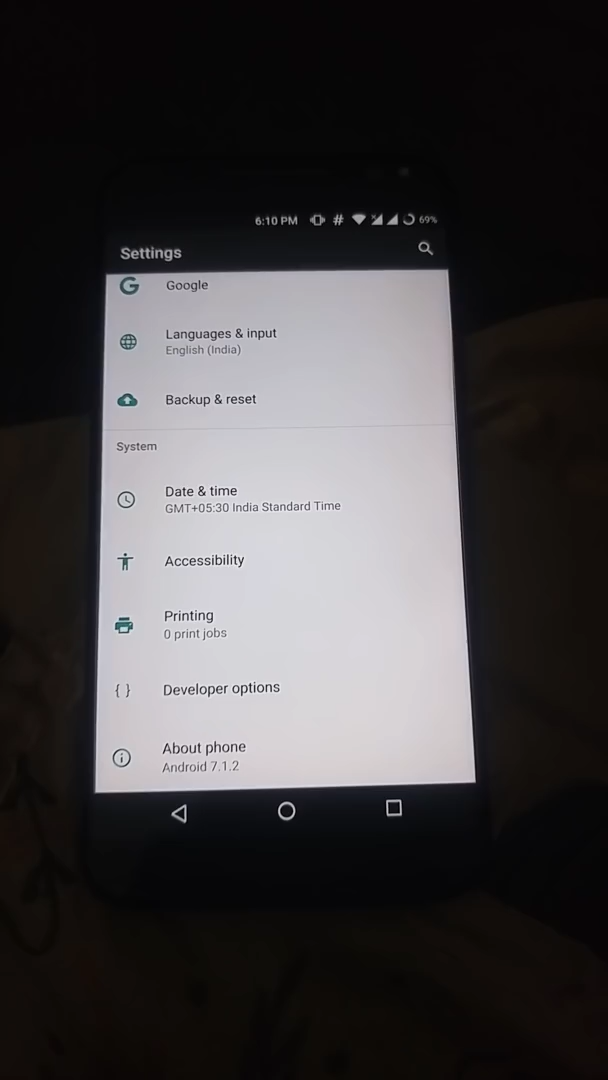 6:10 PM # 69%
Settings
Google
Languages & input
English (India)
Backup & reset
System
Date & time
GMT+05:30 India Standard Time
Accessibility
Printing
0 print jobs
{ } Developer options
About phone
Android 7.1.2